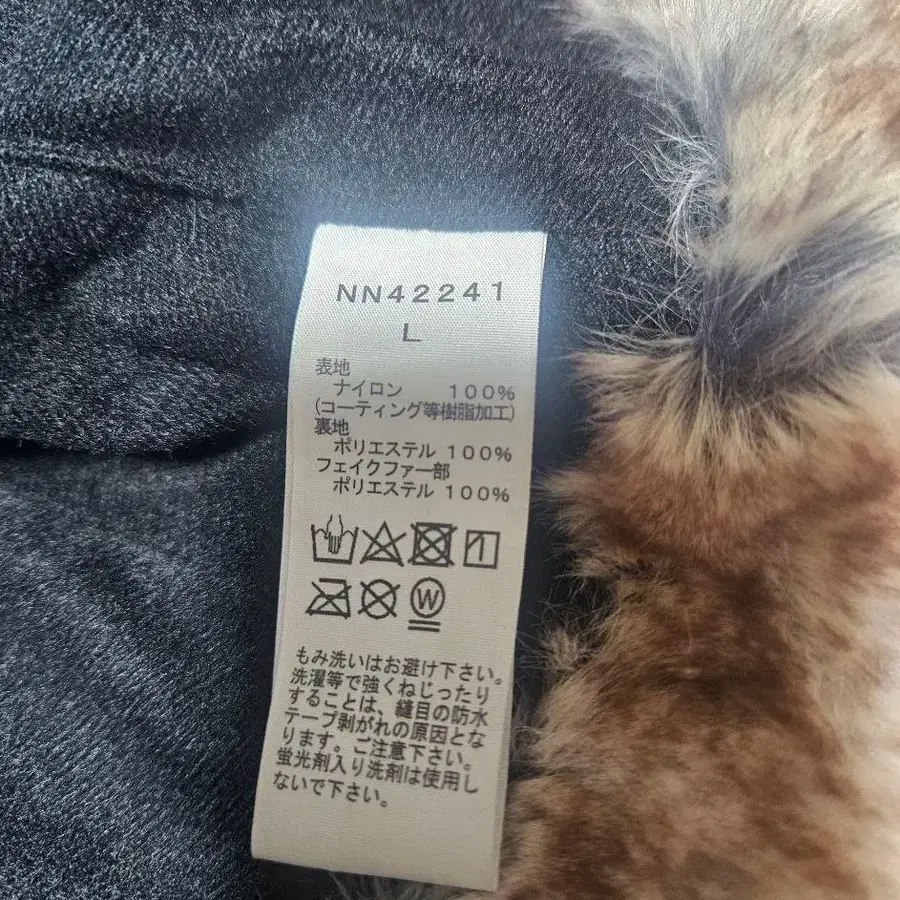 NN42241
L
表地
ナイロン 100%
(コーティング等樹脂加工)
裏地
ポリエステル 100%
フェイクファー部
ポリエステル 100%
W
もみ洗いはお避け下さい。
洗濯等で強くねじったり
することは、縫目の防水
テープ剥がれの原因とな
ります。ご注意下さい。
蛍光剤入り洗剤は使用し
ないで下さい。